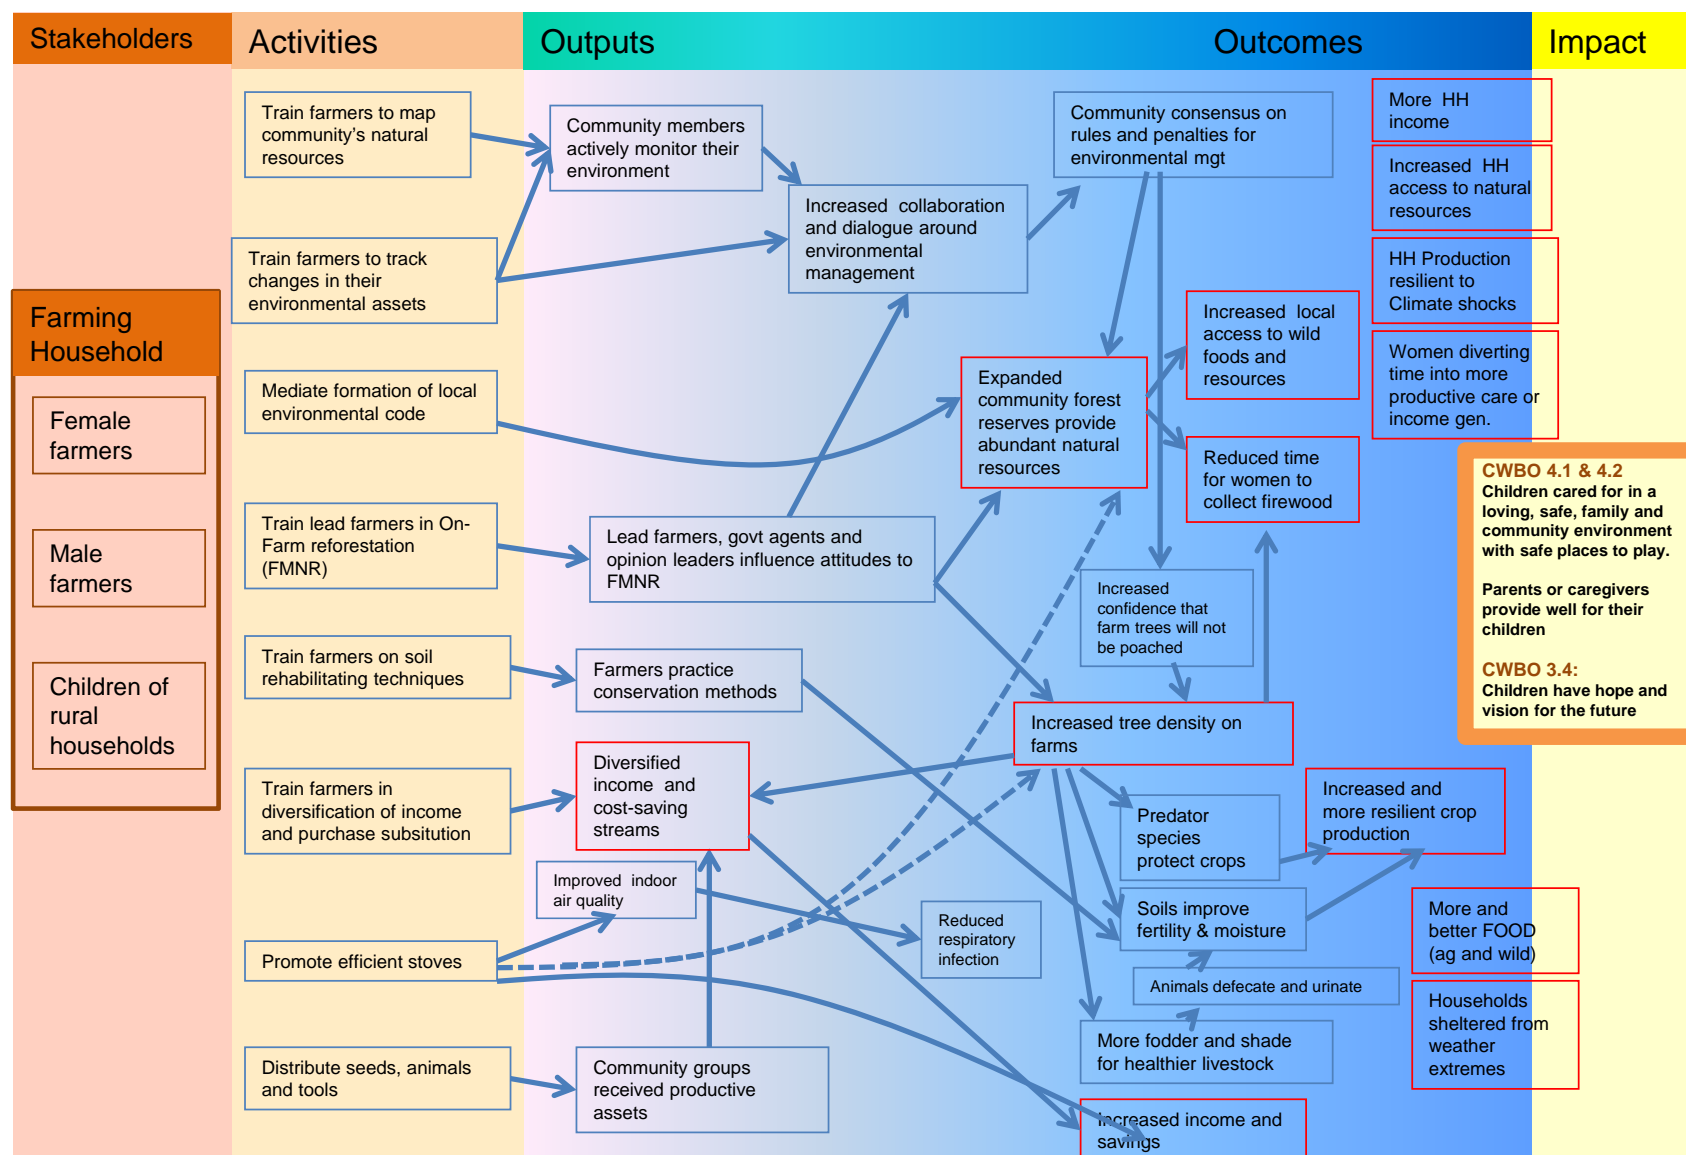 Stakeholders
Activities
Outputs
Outcomes
Impact
Farming
Household
Female
farmers
Male
farmers
Children of
rural
households
Train farmers to map
community’s natural
resources
Train farmers to track
changes in their
environmental assets
Mediate formation of local
environmental code
Train lead farmers in On-
Farm reforestation
(FMNR)
Train farmers on soil
rehabilitating techniques
Train farmers in
diversification of income
and purchase subsitution
Promote efficient stoves
Distribute seeds, animals
and tools
Community members
actively monitor their
environment
Increased collaboration
and dialogue around
environmental
management
Lead farmers, govt agents and
opinion leaders influence attitudes to
FMNR
Farmers practice
conservation methods
Diversified
income and
cost-saving
streams
Improved indoor
air quality
Community groups
received productive
assets
Reduced
respiratory
infection
Community consensus on
rules and penalties for
environmental mgt
Expanded
community forest
reserves provide
abundant natural
resources
Increased local
access to wild
foods and
resources
Reduced time
for women to
collect firewood
Increased
confidence that
farm trees will not
be poached
Increased tree density on
farms
Predator
species
protect crops
Increased and
more resilient crop
production
Soils improve
fertility & moisture
Animals defecate and urinate
More fodder and shade
for healthier livestock
Increased income and
savings
More HH
income
Increased HH
access to natural
resources
HH Production
resilient to
Climate shocks
Women diverting
time into more
productive care or
income gen.
More and
better FOOD
(ag and wild)
Households
sheltered from
weather
extremes
CWBO 4.1 & 4.2
Children cared for in a
loving, safe, family and
community environment
with safe places to play.
Parents or caregivers
provide well for their
children
CWBO 3.4:
Children have hope and
vision for the future